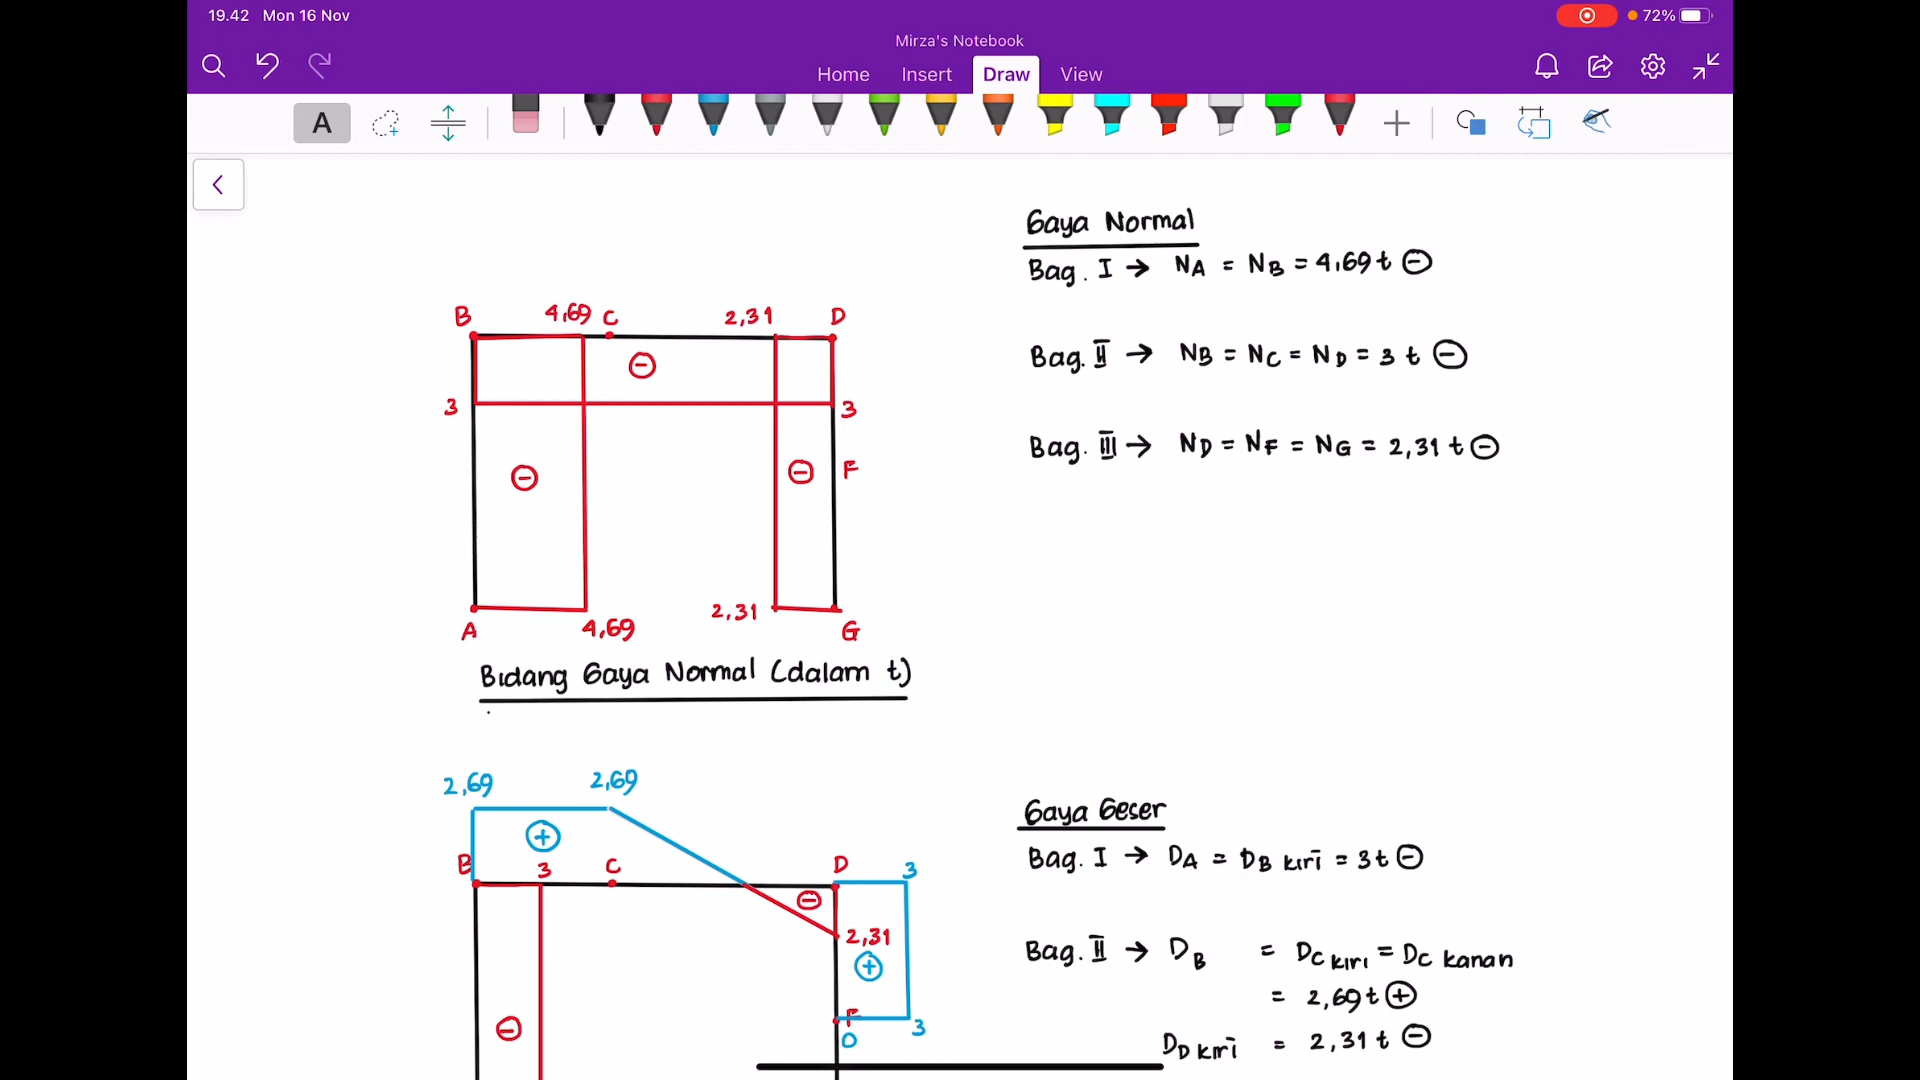 19.42 Mon 16 Nov
72%
Mirza's Notebook
Home Insert Draw View
A
Gaya Normal
Bag. I → NA = NB = 4,69 t ⊖
Bag. II → NB = NC = ND = 3 t ⊖
Bag. III → ND = NF = NG = 2,31 t ⊖
B 4,69 C 2,31 D
⊖
3 3
⊖ ⊖ F
2,31
A 4,69 G
Bidang Gaya Normal (dalam t)
2,69 2,69
⊕
B 3 C D 3
⊖
2,31
⊕
⊖ F 3
0
Gaya Geser
Bag. I → DA = DB kiri = 3 t ⊖
Bag. II → DB = DC kiri = DC kanan
= 2,69 t ⊕
DD kiri = 2,31 t ⊖